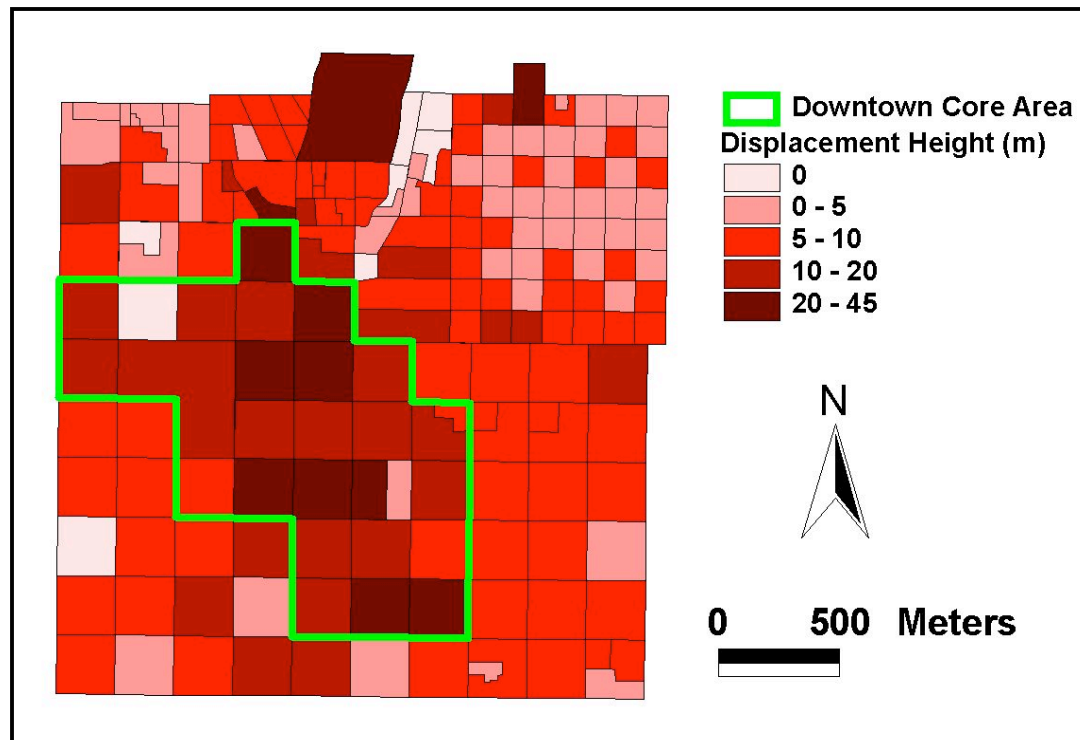 Downtown Core Area
Displacement Height (m)
0
0 - 5
5 - 10
10 - 20
20 - 45
N
0 500 Meters